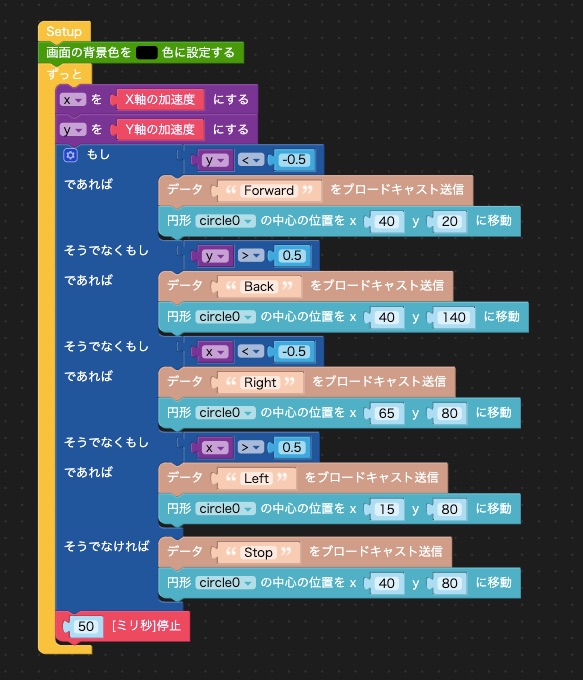 Setup
画面の背景色を 色に設定する
ずっと
x を X軸の加速度 にする
y を Y軸の加速度 にする
もし y < -0.5
であれば データ “ Forward ” をブロードキャスト送信
円形 circle0 の中心の位置を x 40 y 20 に移動
そうでなくもし y > 0.5
であれば データ “ Back ” をブロードキャスト送信
円形 circle0 の中心の位置を x 40 y 140 に移動
そうでなくもし x < -0.5
であれば データ “ Right ” をブロードキャスト送信
円形 circle0 の中心の位置を x 65 y 80 に移動
そうでなくもし x > 0.5
であれば データ “ Left ” をブロードキャスト送信
円形 circle0 の中心の位置を x 15 y 80 に移動
そうでなければ データ “ Stop ” をブロードキャスト送信
円形 circle0 の中心の位置を x 40 y 80 に移動
50 [ミリ秒]停止